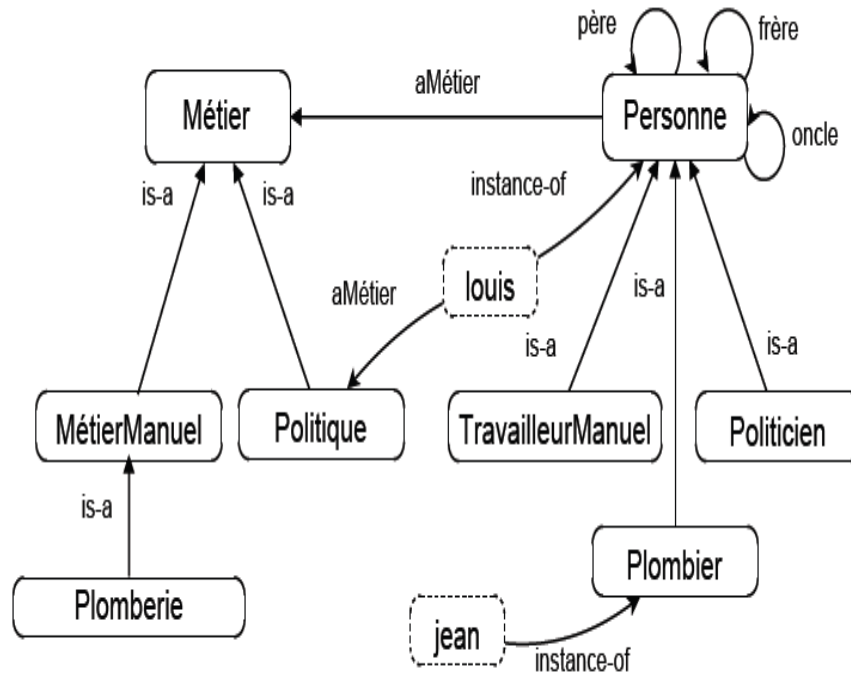 père
frère
aMétier
Métier
Personne
oncle
is-a
is-a
instance-of
louis
aMétier
is-a
is-a
is-a
MétierManuel
Politique
TravailleurManuel
Politicien
is-a
Plomberie
Plombier
jean
instance-of